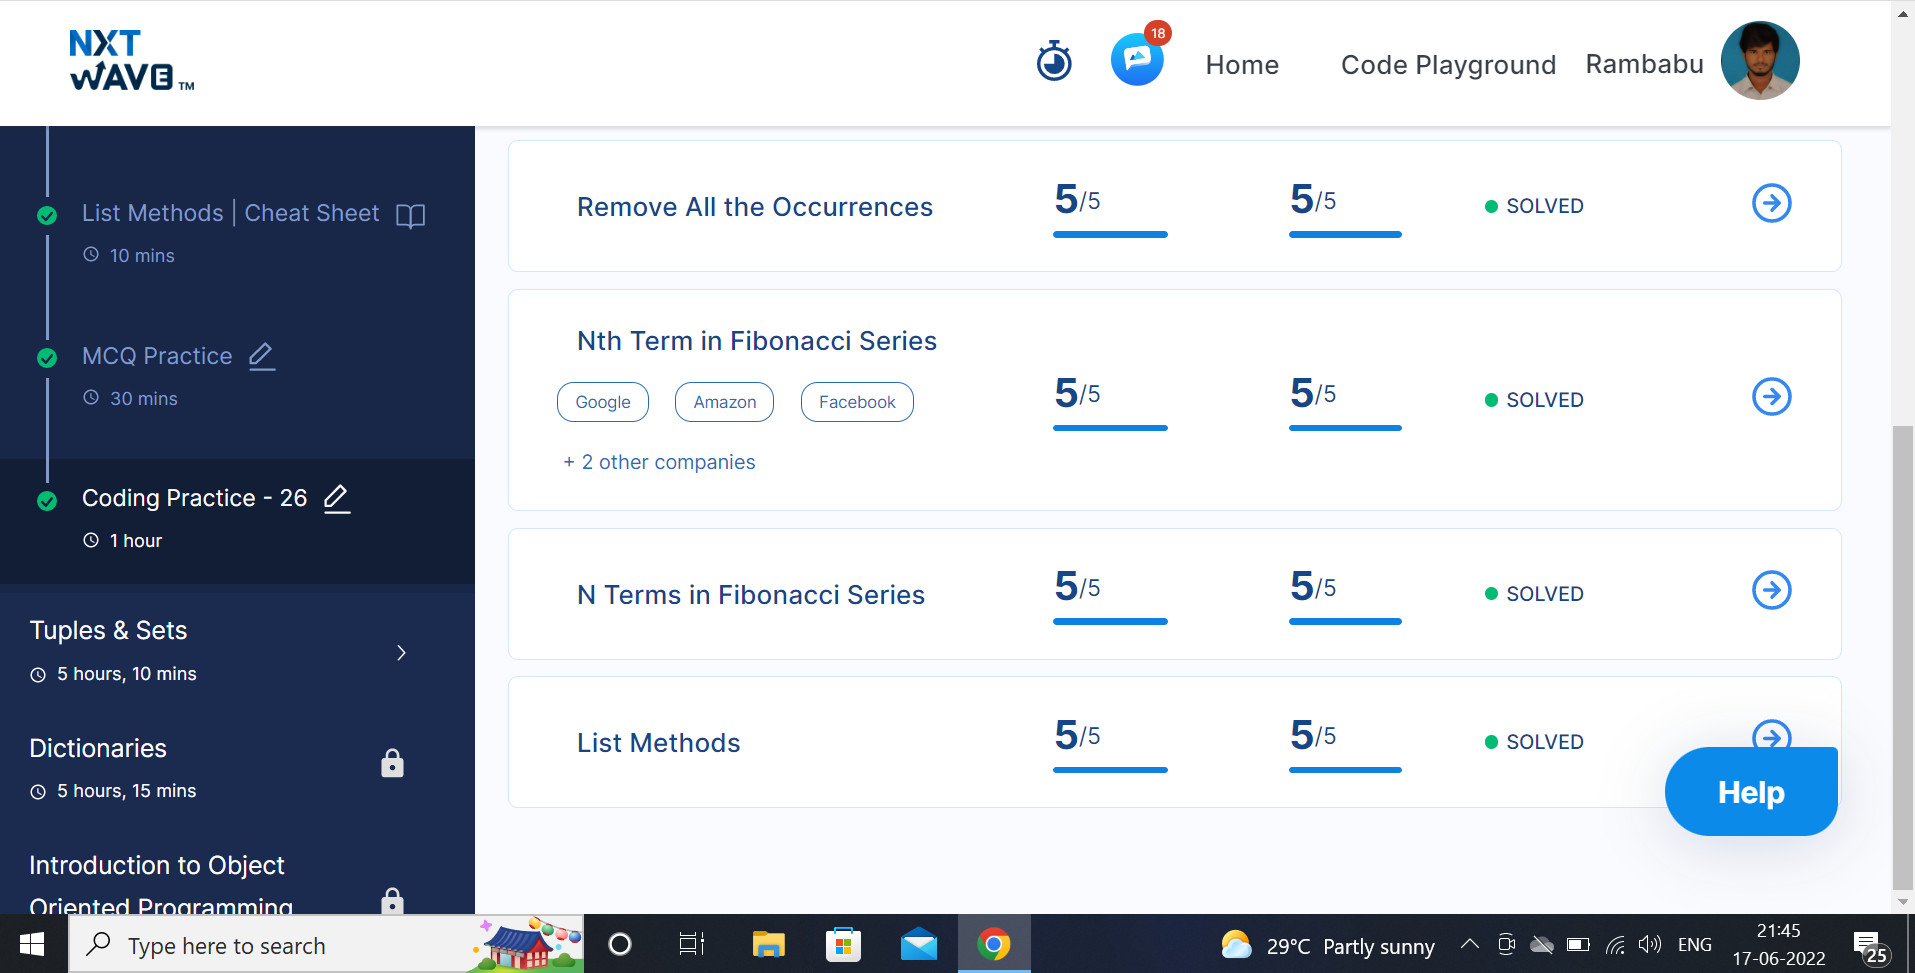 NXT
WAVE TM
18
Home
Code Playground
Rambabu
List Methods | Cheat Sheet
10 mins
MCQ Practice
30 mins
Coding Practice - 26
1 hour
Tuples & Sets
5 hours, 10 mins
Dictionaries
5 hours, 15 mins
Introduction to Object
Oriented Programming
Remove All the Occurrences
5/5
5/5
SOLVED
Nth Term in Fibonacci Series
Google
Amazon
Facebook
+ 2 other companies
5/5
5/5
SOLVED
N Terms in Fibonacci Series
5/5
5/5
SOLVED
List Methods
5/5
5/5
SOLVED
Help
Type here to search
29°C Partly sunny
ENG
21:45
17-06-2022
25